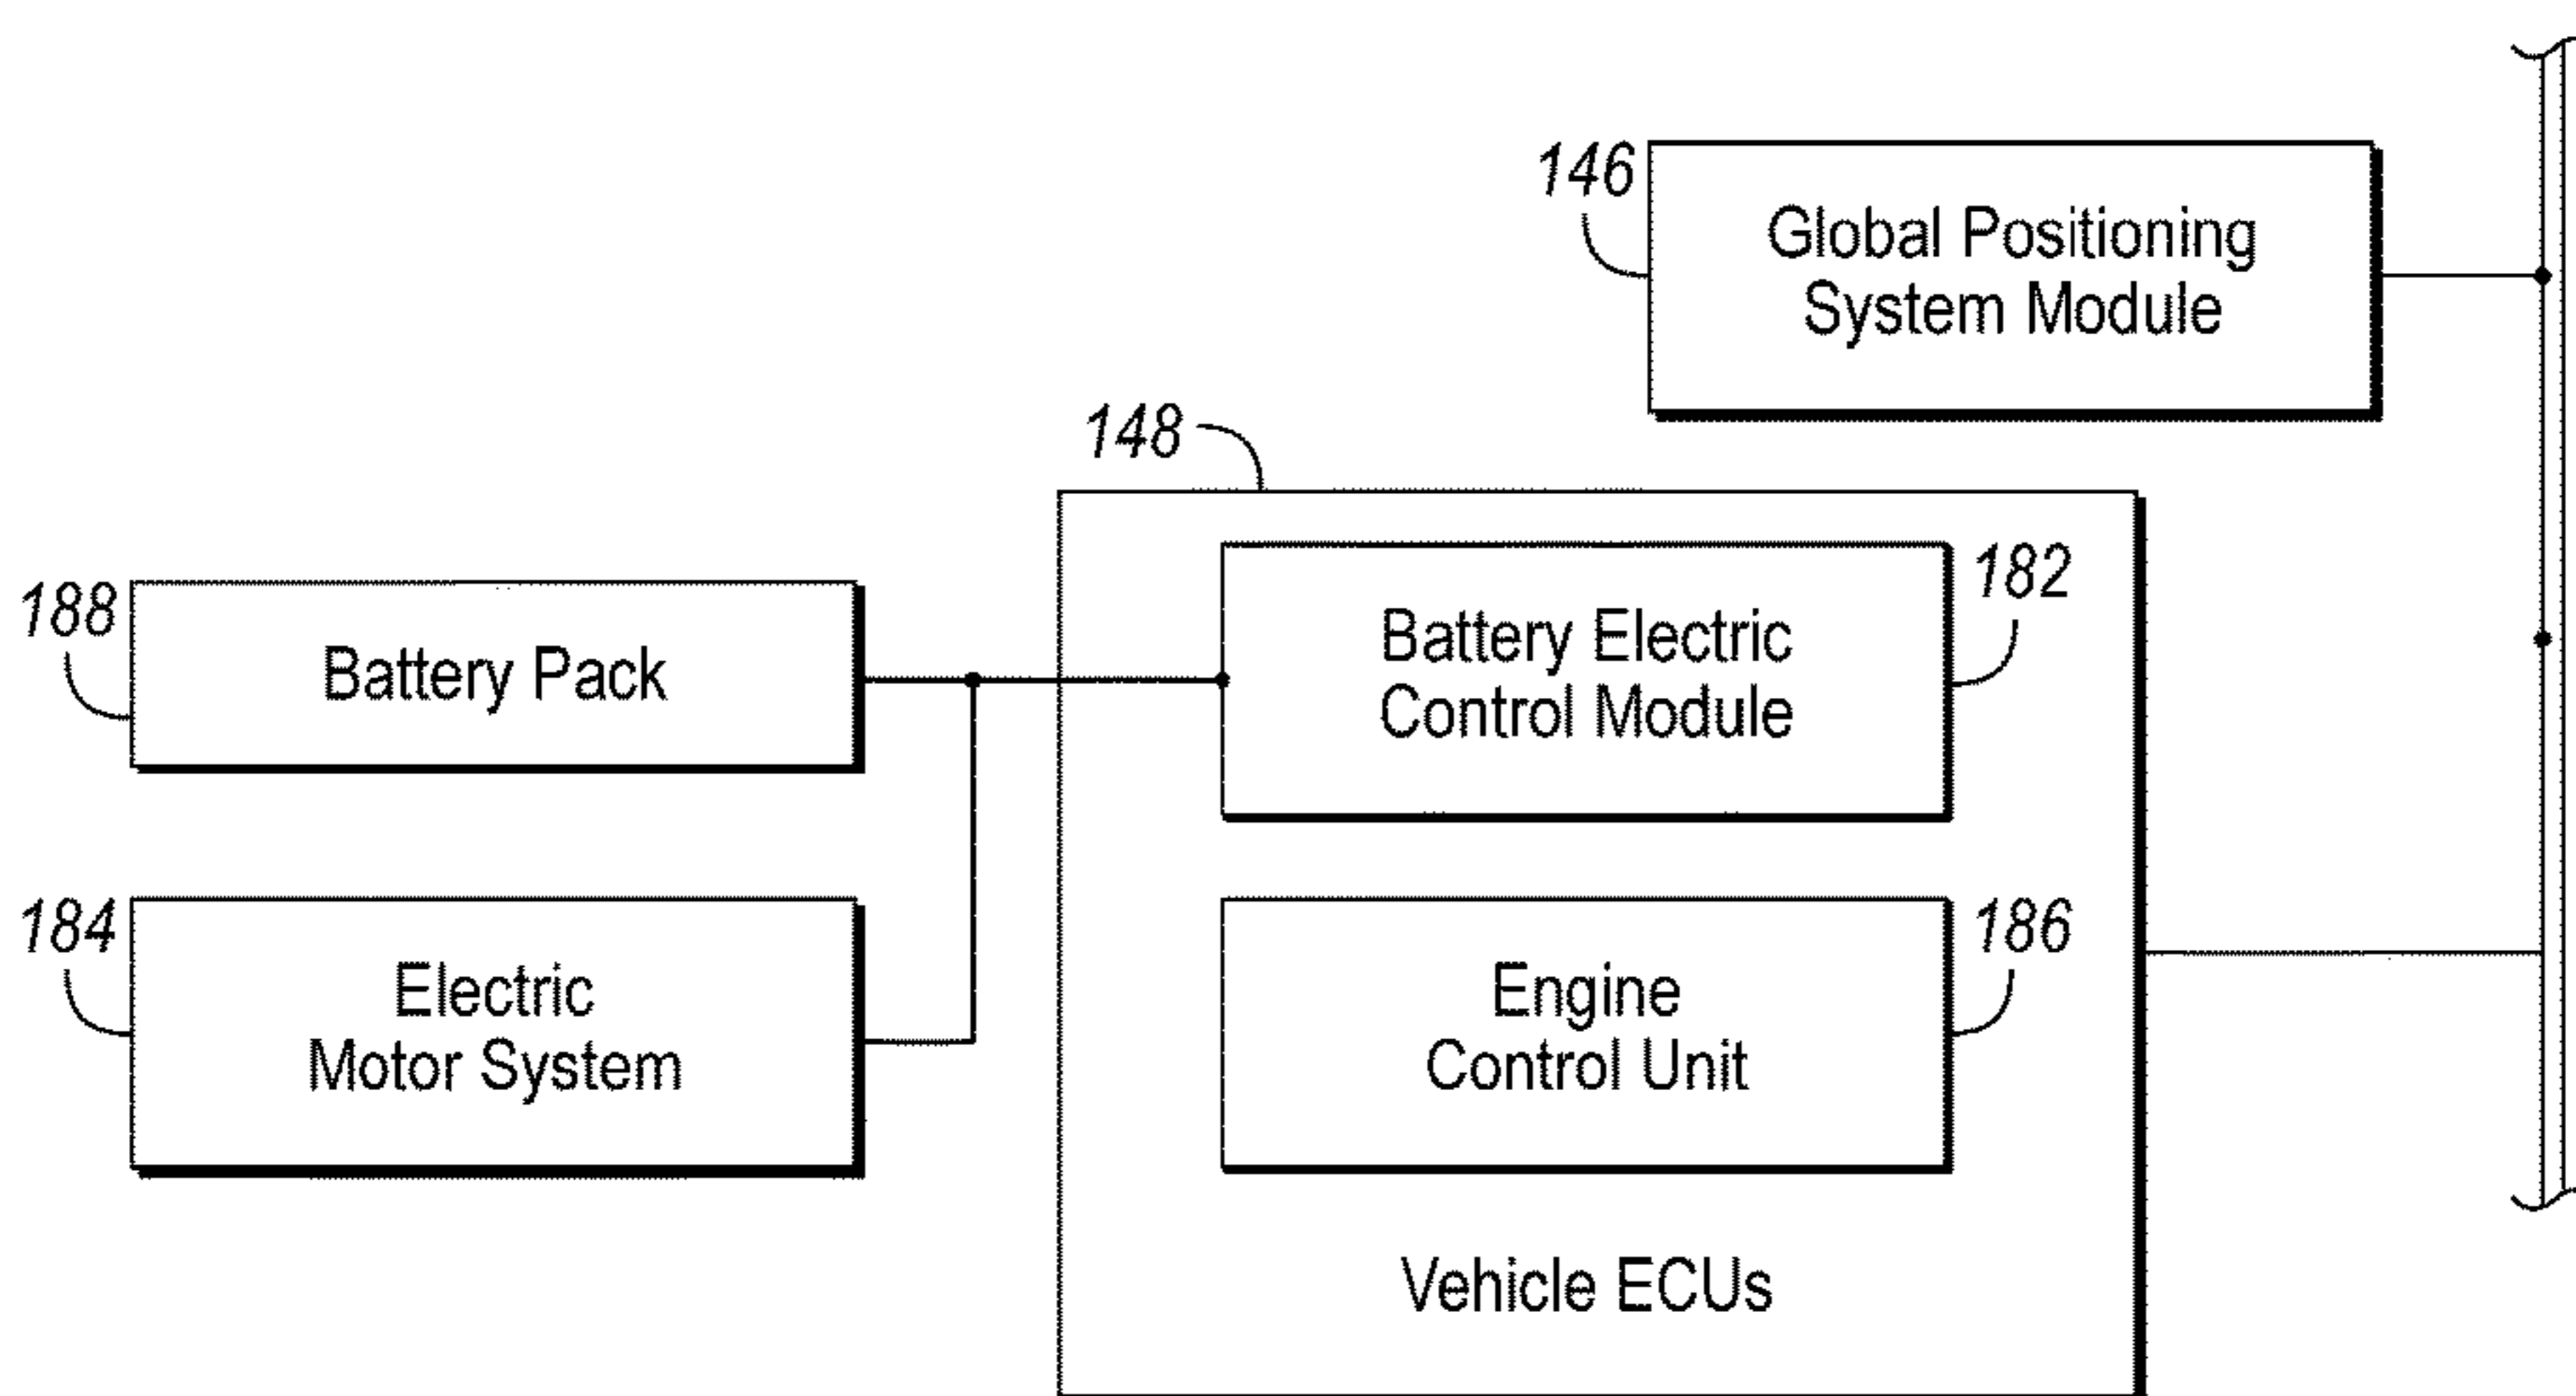 146
Global Positioning
System Module
148
188
Battery Pack
Battery Electric
Control Module
182
184
Electric
Motor System
Engine
Control Unit
186
Vehicle ECUs